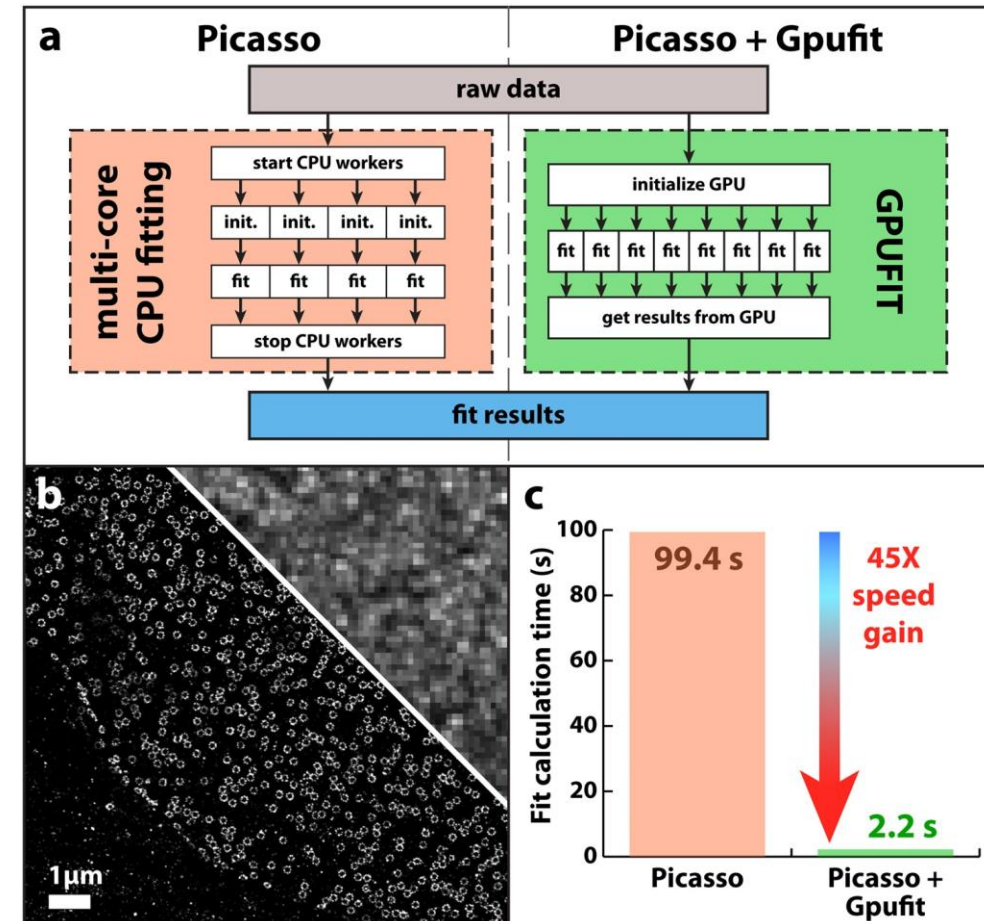 a
Picasso
Picasso + Gpufit
raw data
multi-core
CPU fitting
start CPU workers
init. init. init. init.
fit fit fit fit
stop CPU workers
initialize GPU
fit fit fit fit fit fit fit fit
get results from GPU
GPUFIT
fit results
b
1µm
c
Fit calculation time (s)
100
80
60
40
20
0
99.4 s
45X
speed
gain
2.2 s
Picasso
Picasso +
Gpufit